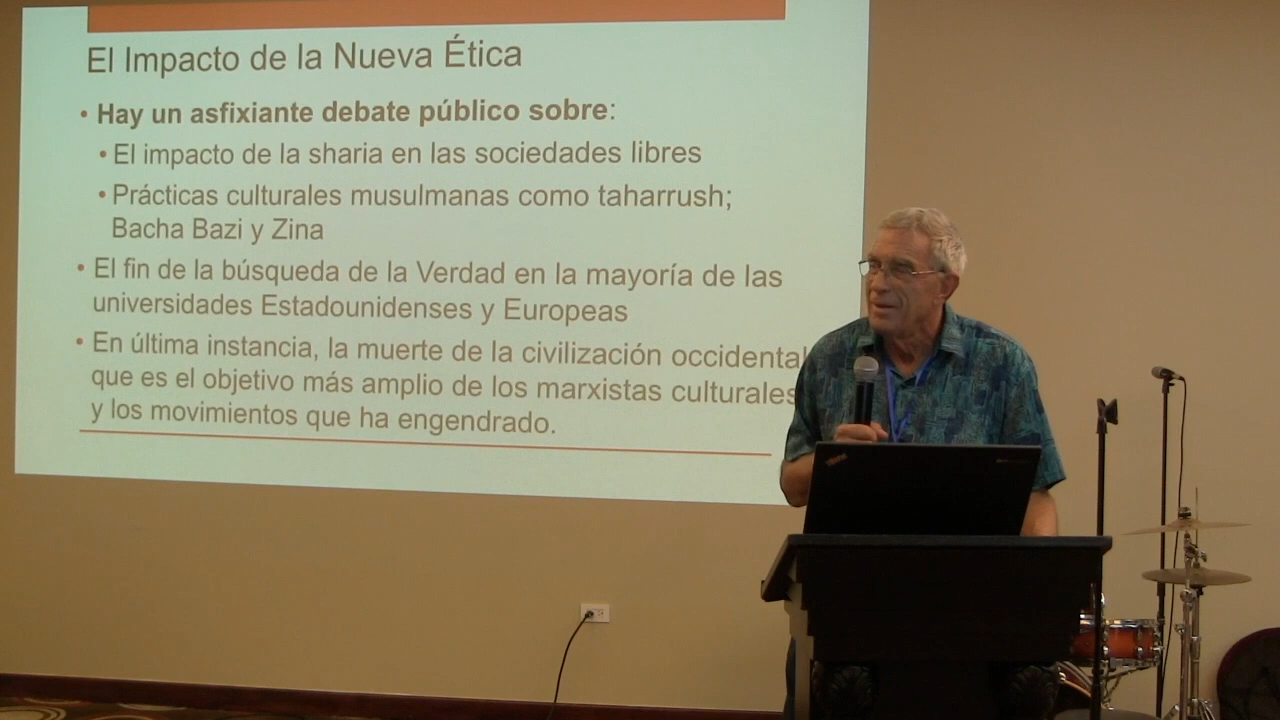 El Impacto de la Nueva Ética
• Hay un asfixiante debate público sobre:
• El impacto de la sharia en las sociedades libres
• Prácticas culturales musulmanas como taharrush;
Bacha Bazi y Zina
• El fin de la búsqueda de la Verdad en la mayoría de las
universidades Estadounidenses y Europeas
• En última instancia, la muerte de la civilización occidental
que es el objetivo más amplio de los marxistas culturales
y los movimientos que ha engendrado.